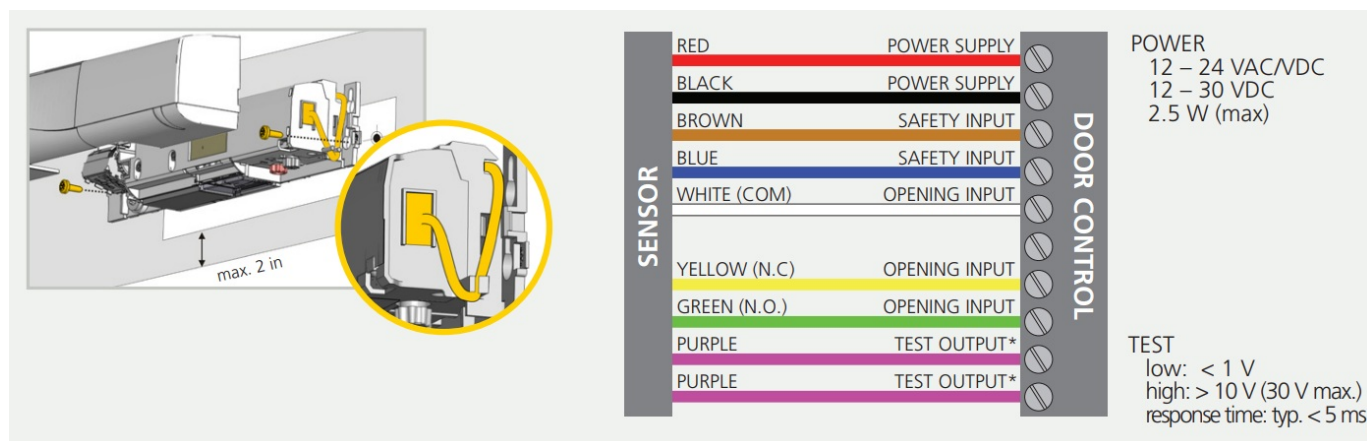 max. 2 in
SENSOR
RED POWER SUPPLY
BLACK POWER SUPPLY
BROWN SAFETY INPUT
BLUE SAFETY INPUT
WHITE (COM) OPENING INPUT
YELLOW (N.C) OPENING INPUT
GREEN (N.O.) OPENING INPUT
PURPLE TEST OUTPUT*
PURPLE TEST OUTPUT*
DOOR CONTROL
POWER
12 – 24 VAC/VDC
12 – 30 VDC
2.5 W (max)
TEST
low: < 1 V
high: > 10 V (30 V max.)
response time: typ. < 5 ms